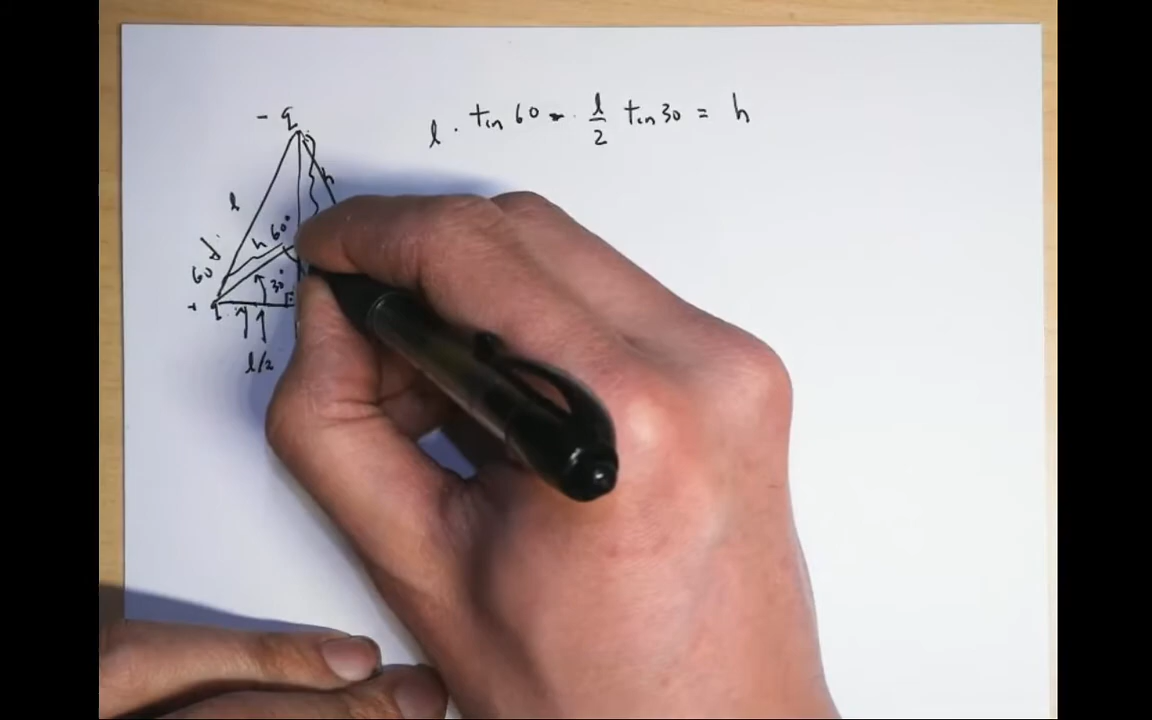 - q
l · tan 60 - l/2 tan 30 = h
h
l
60°
h
60
30°
+ q
l/2